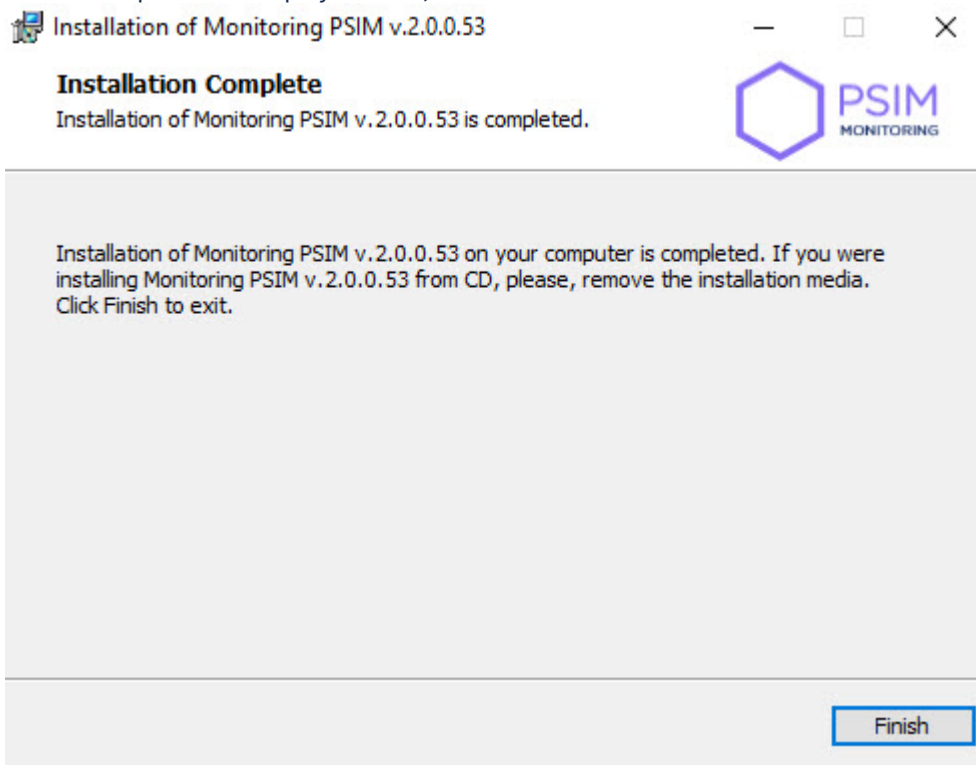 Installation of Monitoring PSIM v.2.0.0.53
Installation Complete
Installation of Monitoring PSIM v.2.0.0.53 is completed.
PSIM
MONITORING
Installation of Monitoring PSIM v.2.0.0.53 on your computer is completed. If you were
installing Monitoring PSIM v.2.0.0.53 from CD, please, remove the installation media.
Click Finish to exit.
Finish